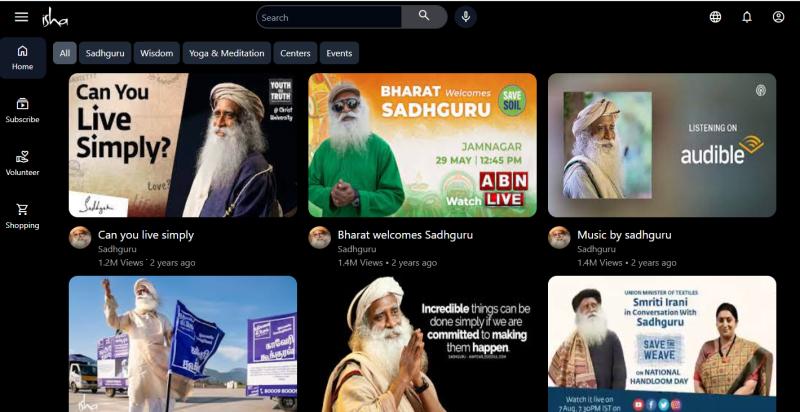 isha
Search
All
Sadhguru
Wisdom
Yoga & Meditation
Centers
Events
Home
Subscribe
Volunteer
Shopping
Can You
Live
Simply?
YOUTH
AND
TRUTH
@ Christ
University
Love?
Sadhguru
BHARAT Welcomes
SADHGURU
SAVE
SOIL
JAMNAGAR
29 MAY | 12:45 PM
Watch ABN
LIVE
LISTENING ON
audible
Can you live simply
Sadhguru
1.2M Views ˙ 2 years ago
Bharat welcomes Sadhguru
Sadhguru
1.4M Views • 2 years ago
Music by sadhguru
Sadhguru
1.4M Views • 2 years ago
காவேரி
கூக்குரல்
80009 80009
isha
Incredible things can be
done simply if we are
committed to making
them happen.
UNION MINISTER OF TEXTILES
Smriti Irani
in Conversation With
Sadhguru
SAVE THE
WEAVE
ON NATIONAL
HANDLOOM DAY
Watch it live on
7 Aug, 7:30PM IST on